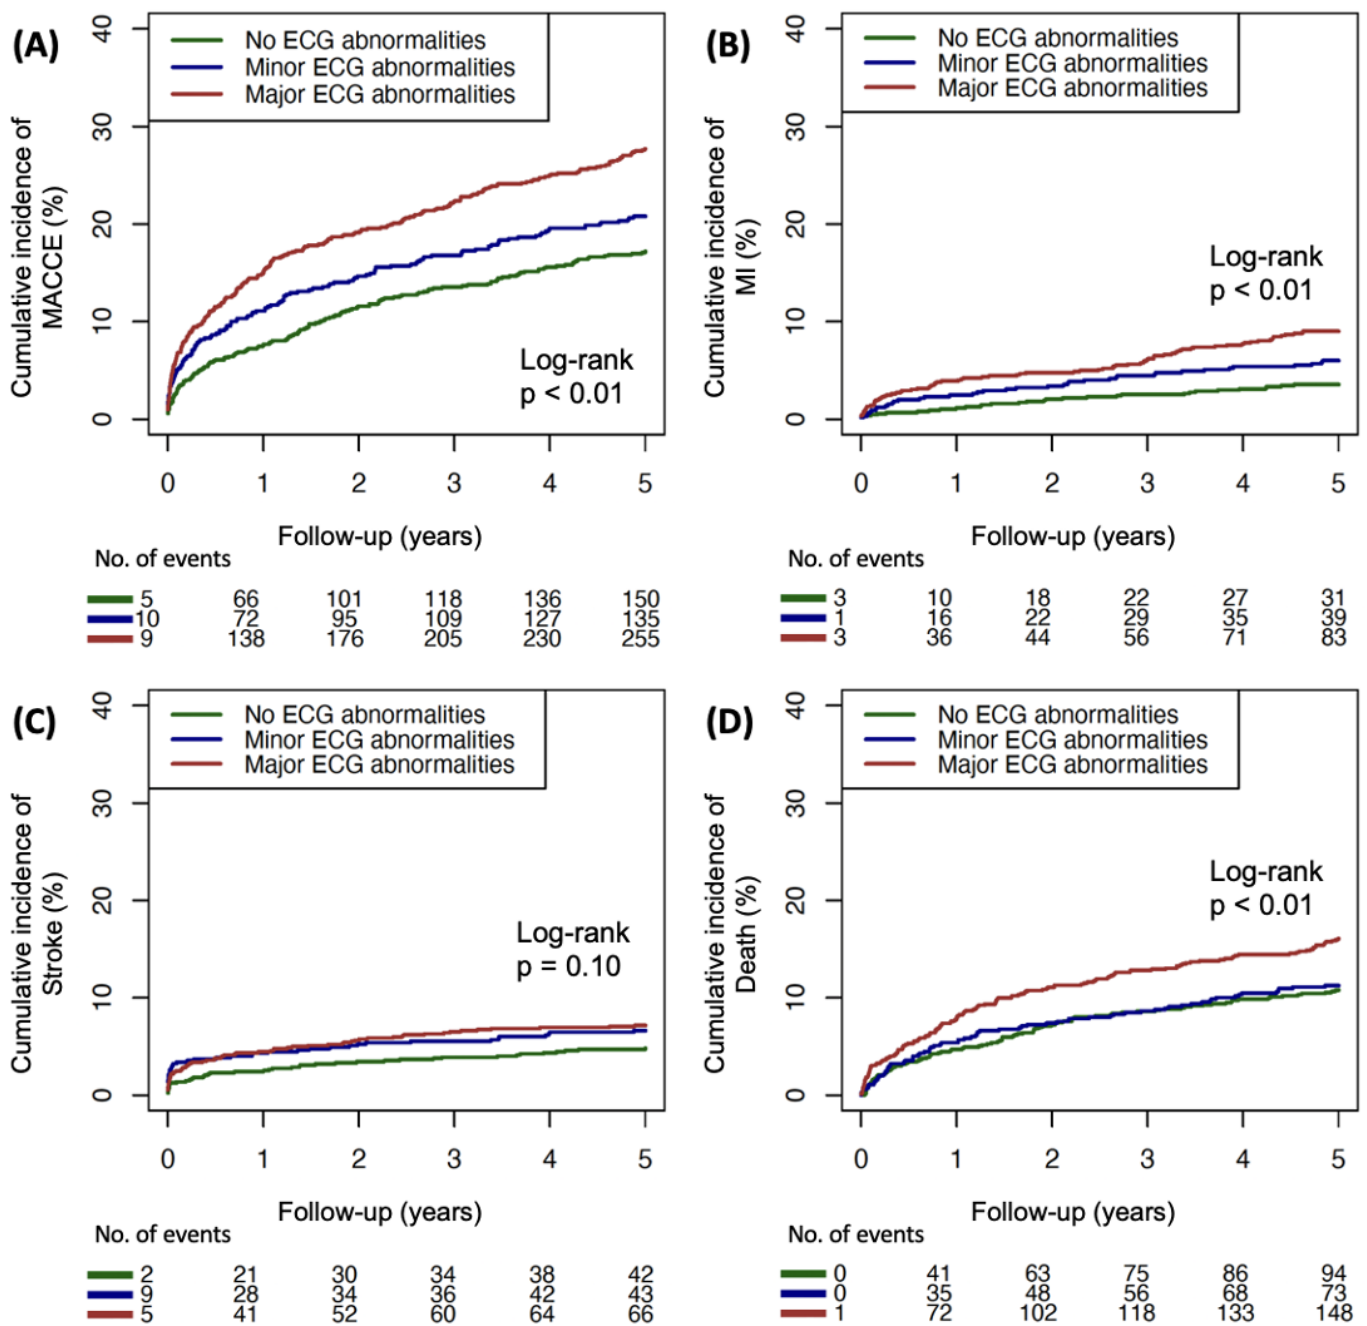 (A)
No ECG abnormalities
Minor ECG abnormalities
Major ECG abnormalities
Cumulative incidence of
MACCE (%)
40
30
20
10
0
Log-rank
p < 0.01
0 1 2 3 4 5
Follow-up (years)
No. of events
5 66 101 118 136 150
10 72 95 109 127 135
9 138 176 205 230 255
(B)
No ECG abnormalities
Minor ECG abnormalities
Major ECG abnormalities
Cumulative incidence of
MI (%)
40
30
20
10
0
Log-rank
p < 0.01
0 1 2 3 4 5
Follow-up (years)
No. of events
3 10 18 22 27 31
1 16 22 29 35 39
3 36 44 56 71 83
(C)
No ECG abnormalities
Minor ECG abnormalities
Major ECG abnormalities
Cumulative incidence of
Stroke (%)
40
30
20
10
0
Log-rank
p = 0.10
0 1 2 3 4 5
Follow-up (years)
No. of events
2 21 30 34 38 42
9 28 34 36 42 43
5 41 52 60 64 66
(D)
No ECG abnormalities
Minor ECG abnormalities
Major ECG abnormalities
Cumulative incidence of
Death (%)
40
30
20
10
0
Log-rank
p < 0.01
0 1 2 3 4 5
Follow-up (years)
No. of events
0 41 63 75 86 94
0 35 48 56 68 73
1 72 102 118 133 148